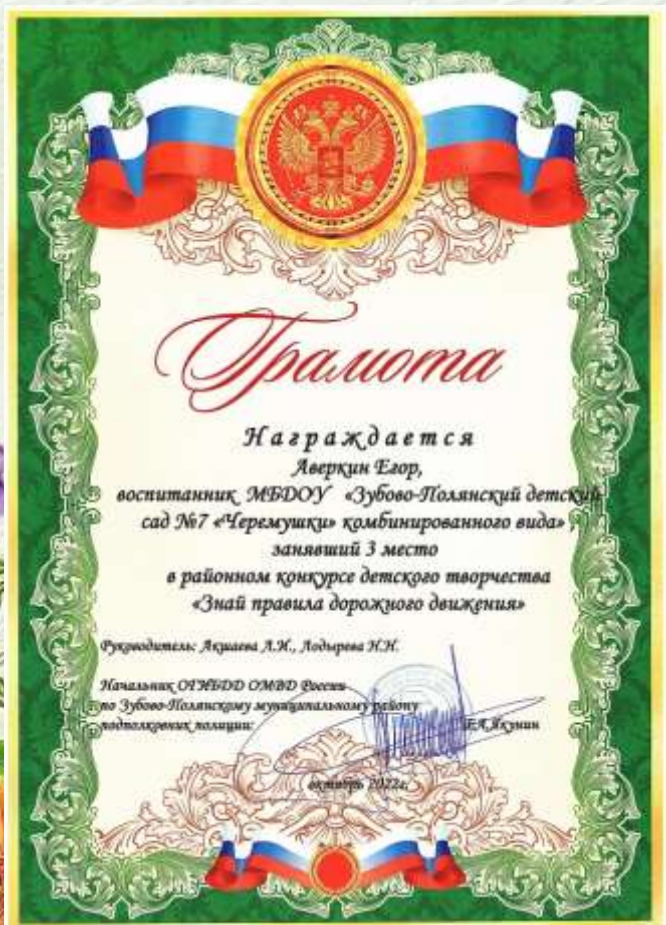 Грамота
Награждается
Аверкин Егор,
воспитанник МБДОУ «Зубово-Полянский детский
сад №7 «Черемушки» комбинированного вида» ,
занявший 3 место
в районном конкурсе детского творчества
«Знай правила дорожного движения»
Руководитель: Акшаева Л.И., Лодырева Н.Н.
Начальник ОГИБДД ОМВД России
по Зубово-Полянскому муниципальному району
подполковник полиции: Е.А.Якунин
октябрь 2022г.